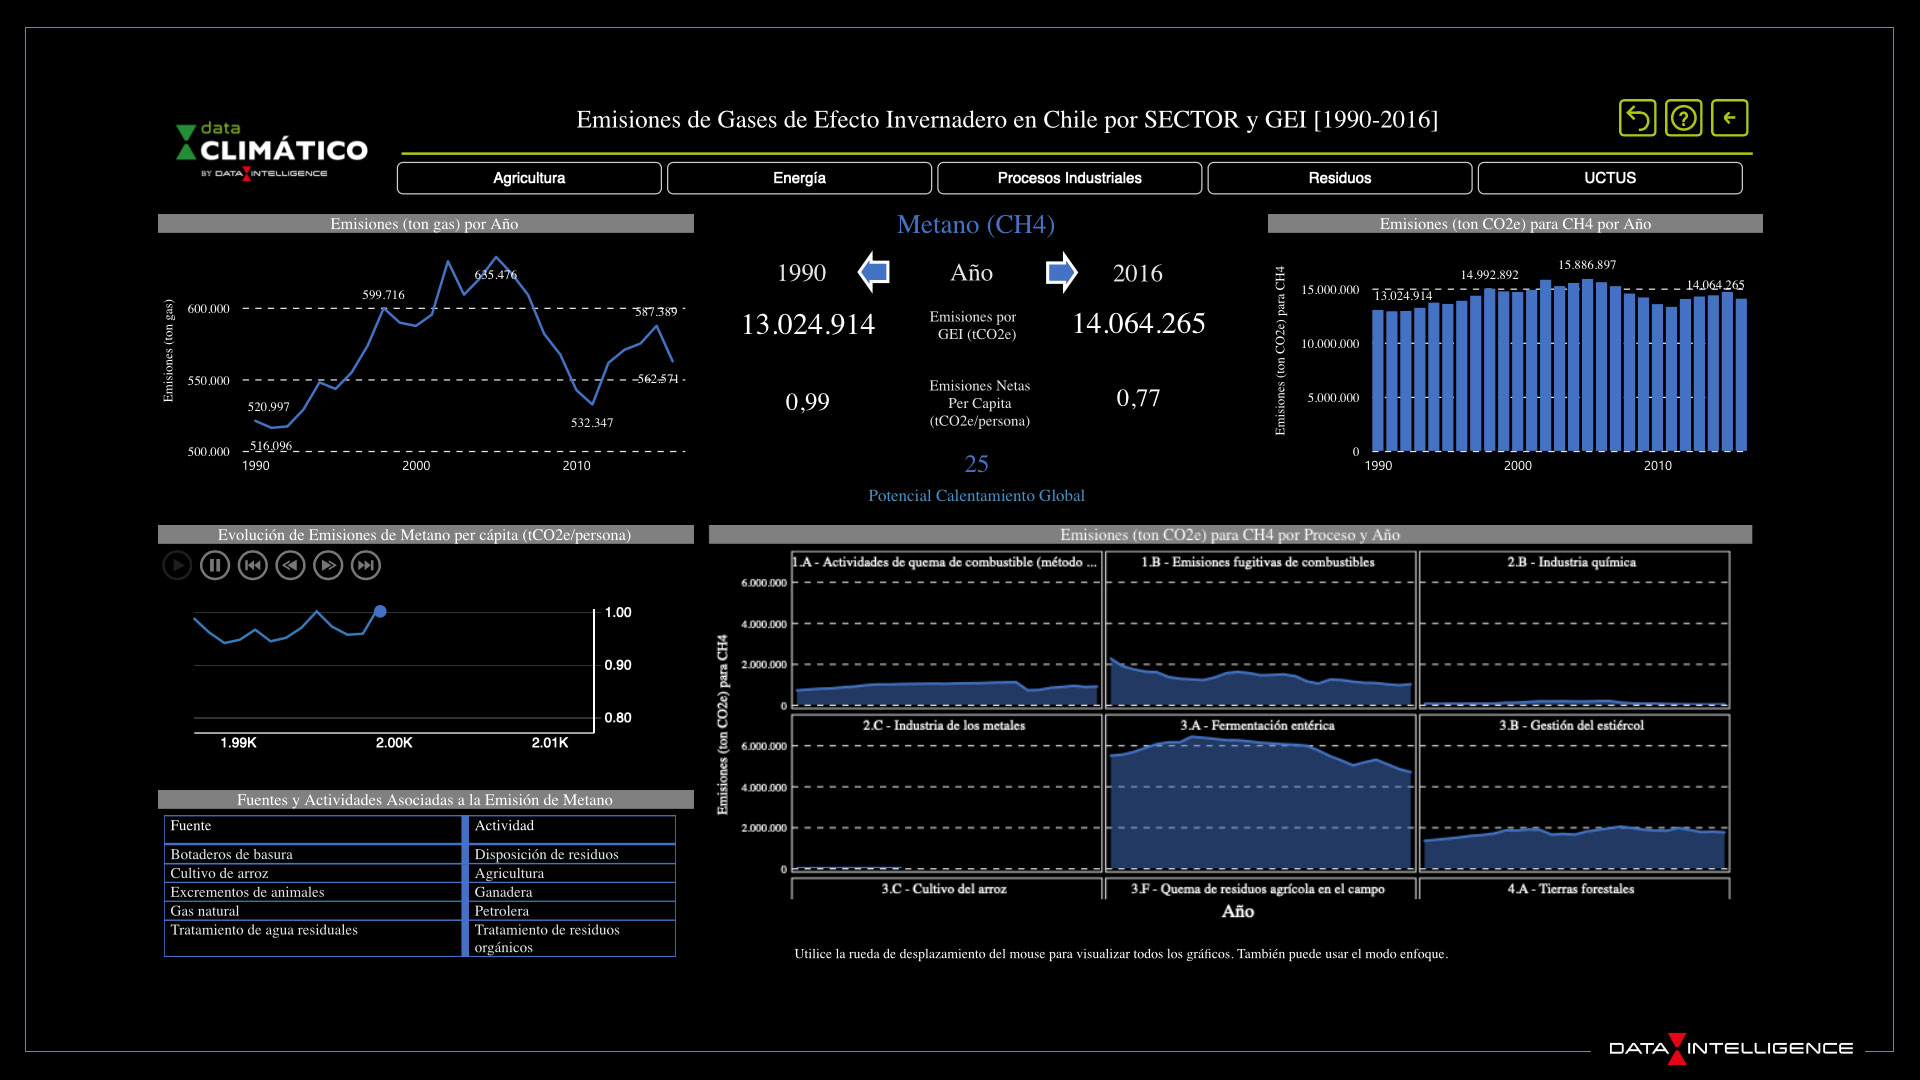 data
CLIMÁTICO
BY DATA INTELLIGENCE
Emisiones de Gases de Efecto Invernadero en Chile por SECTOR y GEI [1990-2016]
Agricultura
Energía
Procesos Industriales
Residuos
UCTUS
Emisiones (ton gas) por Año
Emisiones (ton gas)
600.000
550.000
500.000
520.997
516.096
599.716
635.476
532.347
587.389
562.571
1990
2000
2010
Metano (CH4)
1990
Año
2016
13.024.914
Emisiones por
GEI (tCO2e)
14.064.265
0,99
Emisiones Netas
Per Capita
(tCO2e/persona)
0,77
25
Potencial Calentamiento Global
Emisiones (ton CO2e) para CH4 por Año
Emisiones (ton CO2e) para CH4
15.000.000
10.000.000
5.000.000
0
13.024.914
14.992.892
15.886.897
14.064.265
1990
2000
2010
Evolución de Emisiones de Metano per cápita (tCO2e/persona)
1.00
0.90
0.80
1.99K
2.00K
2.01K
Emisiones (ton CO2e) para CH4 por Proceso y Año
Emisiones (ton CO2e) para CH4
1.A - Actividades de quema de combustible (método ...
1.B - Emisiones fugitivas de combustibles
2.B - Industria química
6.000.000
4.000.000
2.000.000
0
2.C - Industria de los metales
3.A - Fermentación entérica
3.B - Gestión del estiércol
6.000.000
4.000.000
2.000.000
0
3.C - Cultivo del arroz
3.F - Quema de residuos agrícola en el campo
4.A - Tierras forestales
Año
Fuentes y Actividades Asociadas a la Emisión de Metano
Fuente
Actividad
Botaderos de basura
Disposición de residuos
Cultivo de arroz
Agricultura
Excrementos de animales
Ganadera
Gas natural
Petrolera
Tratamiento de agua residuales
Tratamiento de residuos
orgánicos
Utilice la rueda de desplazamiento del mouse para visualizar todos los gráficos. También puede usar el modo enfoque.
DATA INTELLIGENCE